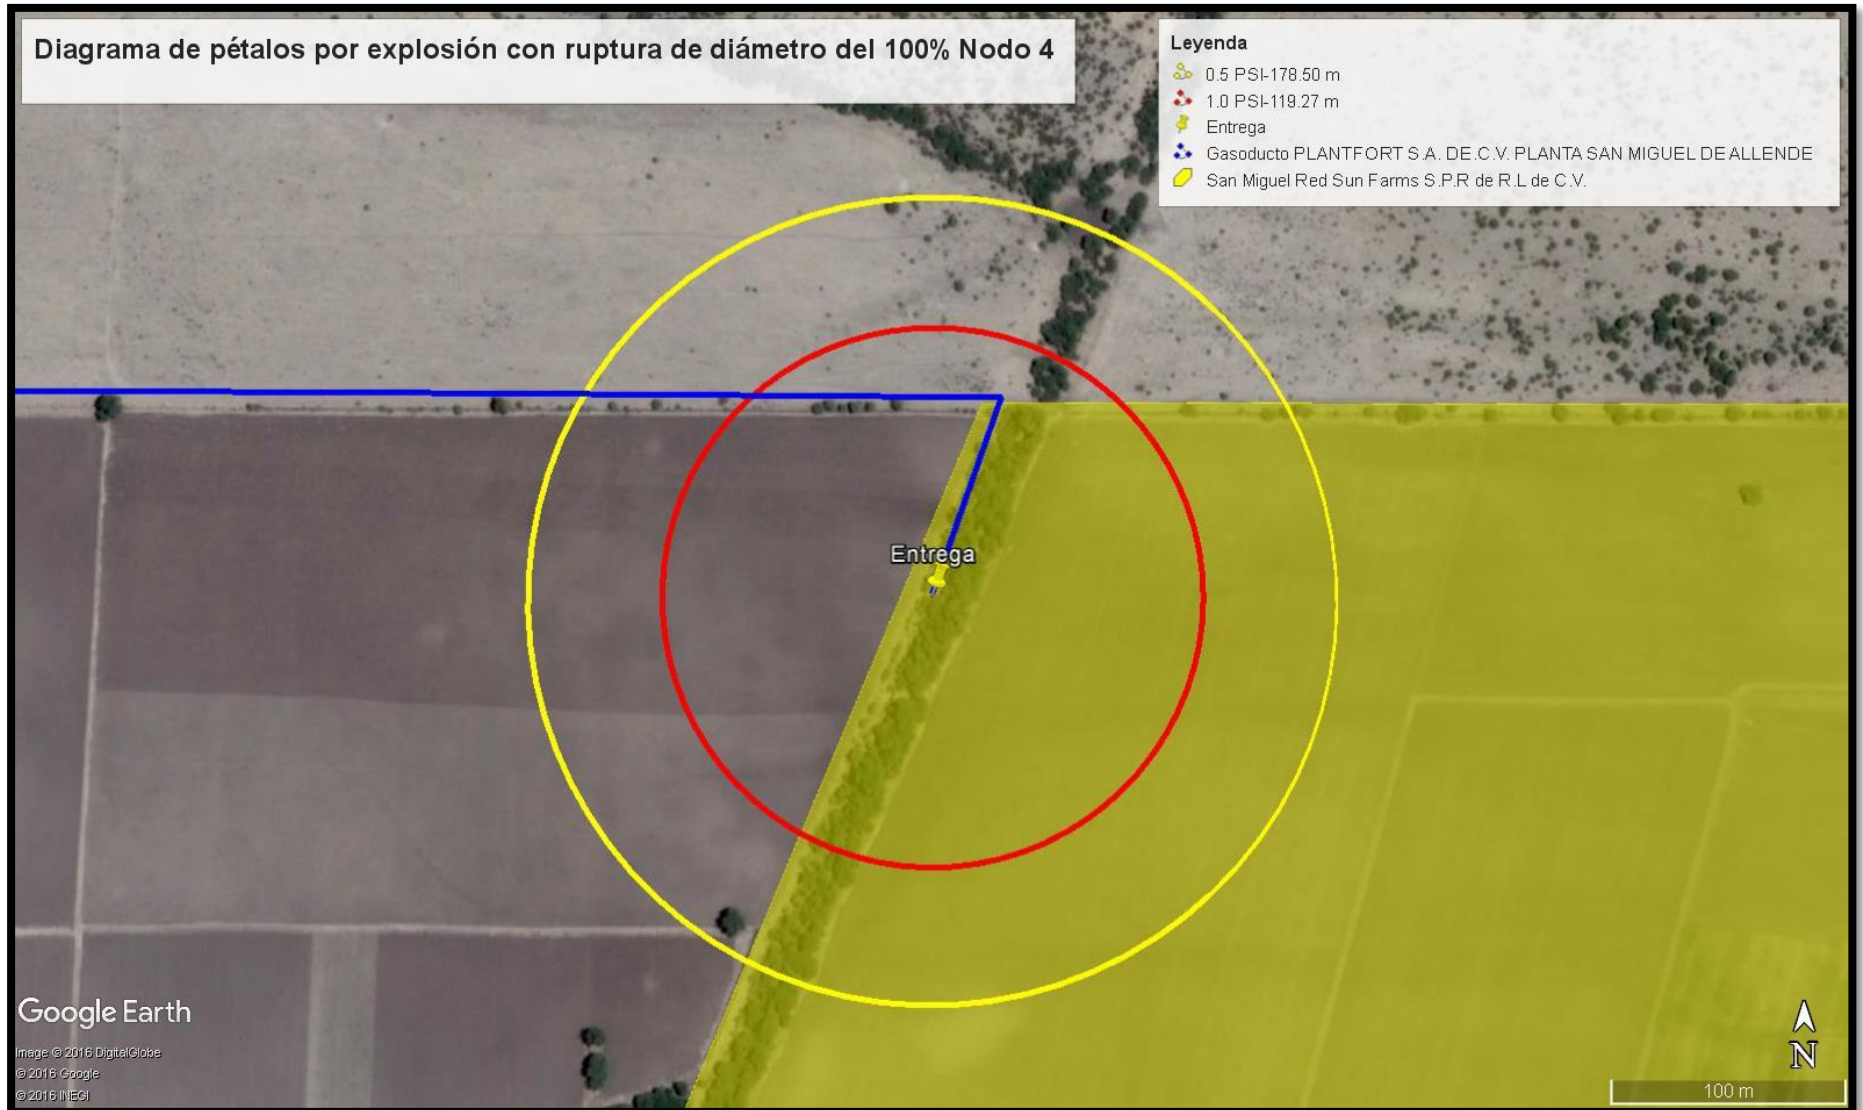 Diagrama de pétalos por explosión con ruptura de diámetro del 100% Nodo 4
Leyenda
0.5 PSI-178.50 m
1.0 PSI-119.27 m
Entrega
Gasoducto PLANTFORT S.A. DE.C.V. PLANTA SAN MIGUEL DE ALLENDE
San Miguel Red Sun Farms S.P.R de R.L de C.V.
Entrega
Google Earth
Image © 2016 DigitalGlobe
© 2016 Google
© 2016 INEGI
N
100 m